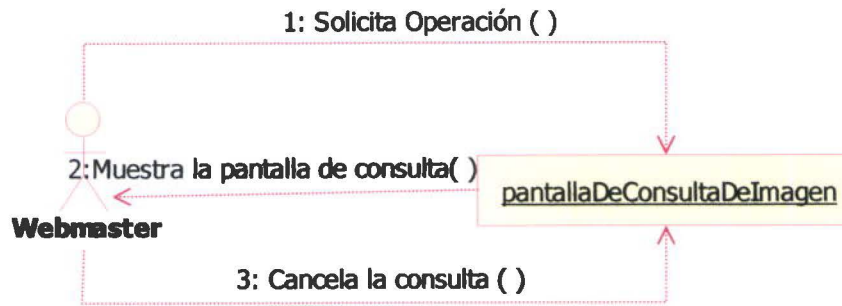 1: Solicita Operación ( )
2:Muestra la pantalla de consulta( )
pantallaDeConsultaDeImagen
Webmaster
3: Cancela la consulta ( )